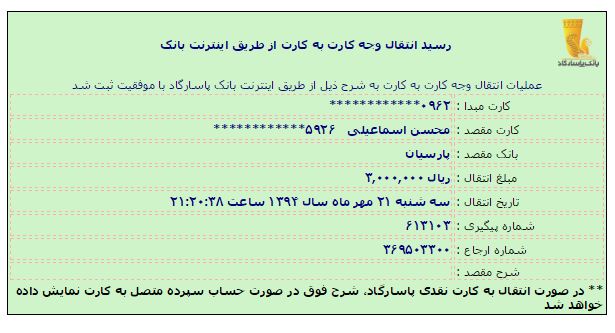 بانک پاسارگاد
رسید انتقال وجه کارت به کارت از طریق اینترنت بانک
عملیات انتقال وجه کارت به کارت به شرح ذیل از طریق اینترنت بانک پاسارگاد با موفقیت ثبت شد
کارت مبدا : ************۰۹۶۲
کارت مقصد : محسن اسماعیلی ۵۹۲۶************
بانک مقصد : پارسیان
مبلغ انتقال : ۳,۰۰۰,۰۰۰ ریال
تاریخ انتقال : سه شنبه ۲۱ مهر ماه سال ۱۳۹۴ ساعت ۲۱:۲۰:۳۸
شماره پیگیری : ۶۱۳۱۰۳
شماره ارجاع : ۳۶۹۵۰۳۳۰۰
شرح مقصد :
** در صورت انتقال به کارت نقدی پاسارگاد، شرح فوق در صورت حساب سپرده متصل به کارت نمایش داده
خواهد شد